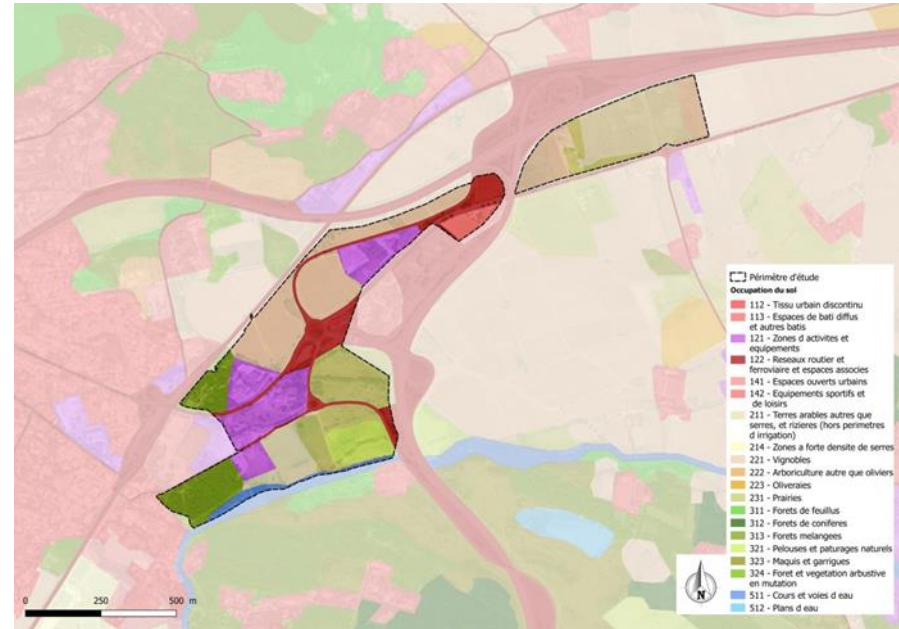 Périmètre d'étude
Occupation du sol
112 - Tissu urbain discontinu
113 - Espaces de bati diffus
et autres batis
121 - Zones d activites et
equipements
122 - Reseaux routier et
ferroviaire et espaces associes
141 - Espaces ouverts urbains
142 - Equipements sportifs et
de loisirs
211 - Terres arables autres que
serres, et rizieres (hors perimetres
d irrigation)
214 - Zones a forte densite de serres
221 - Vignobles
222 - Arboriculture autre que oliviers
223 - Oliveraies
231 - Prairies
311 - Forets de feuillus
312 - Forets de coniferes
313 - Forets melangees
321 - Pelouses et paturages naturels
323 - Maquis et garrigues
324 - Foret et vegetation arbustive
en mutation
511 - Cours et voies d eau
512 - Plans d eau
N
0 250 500 m